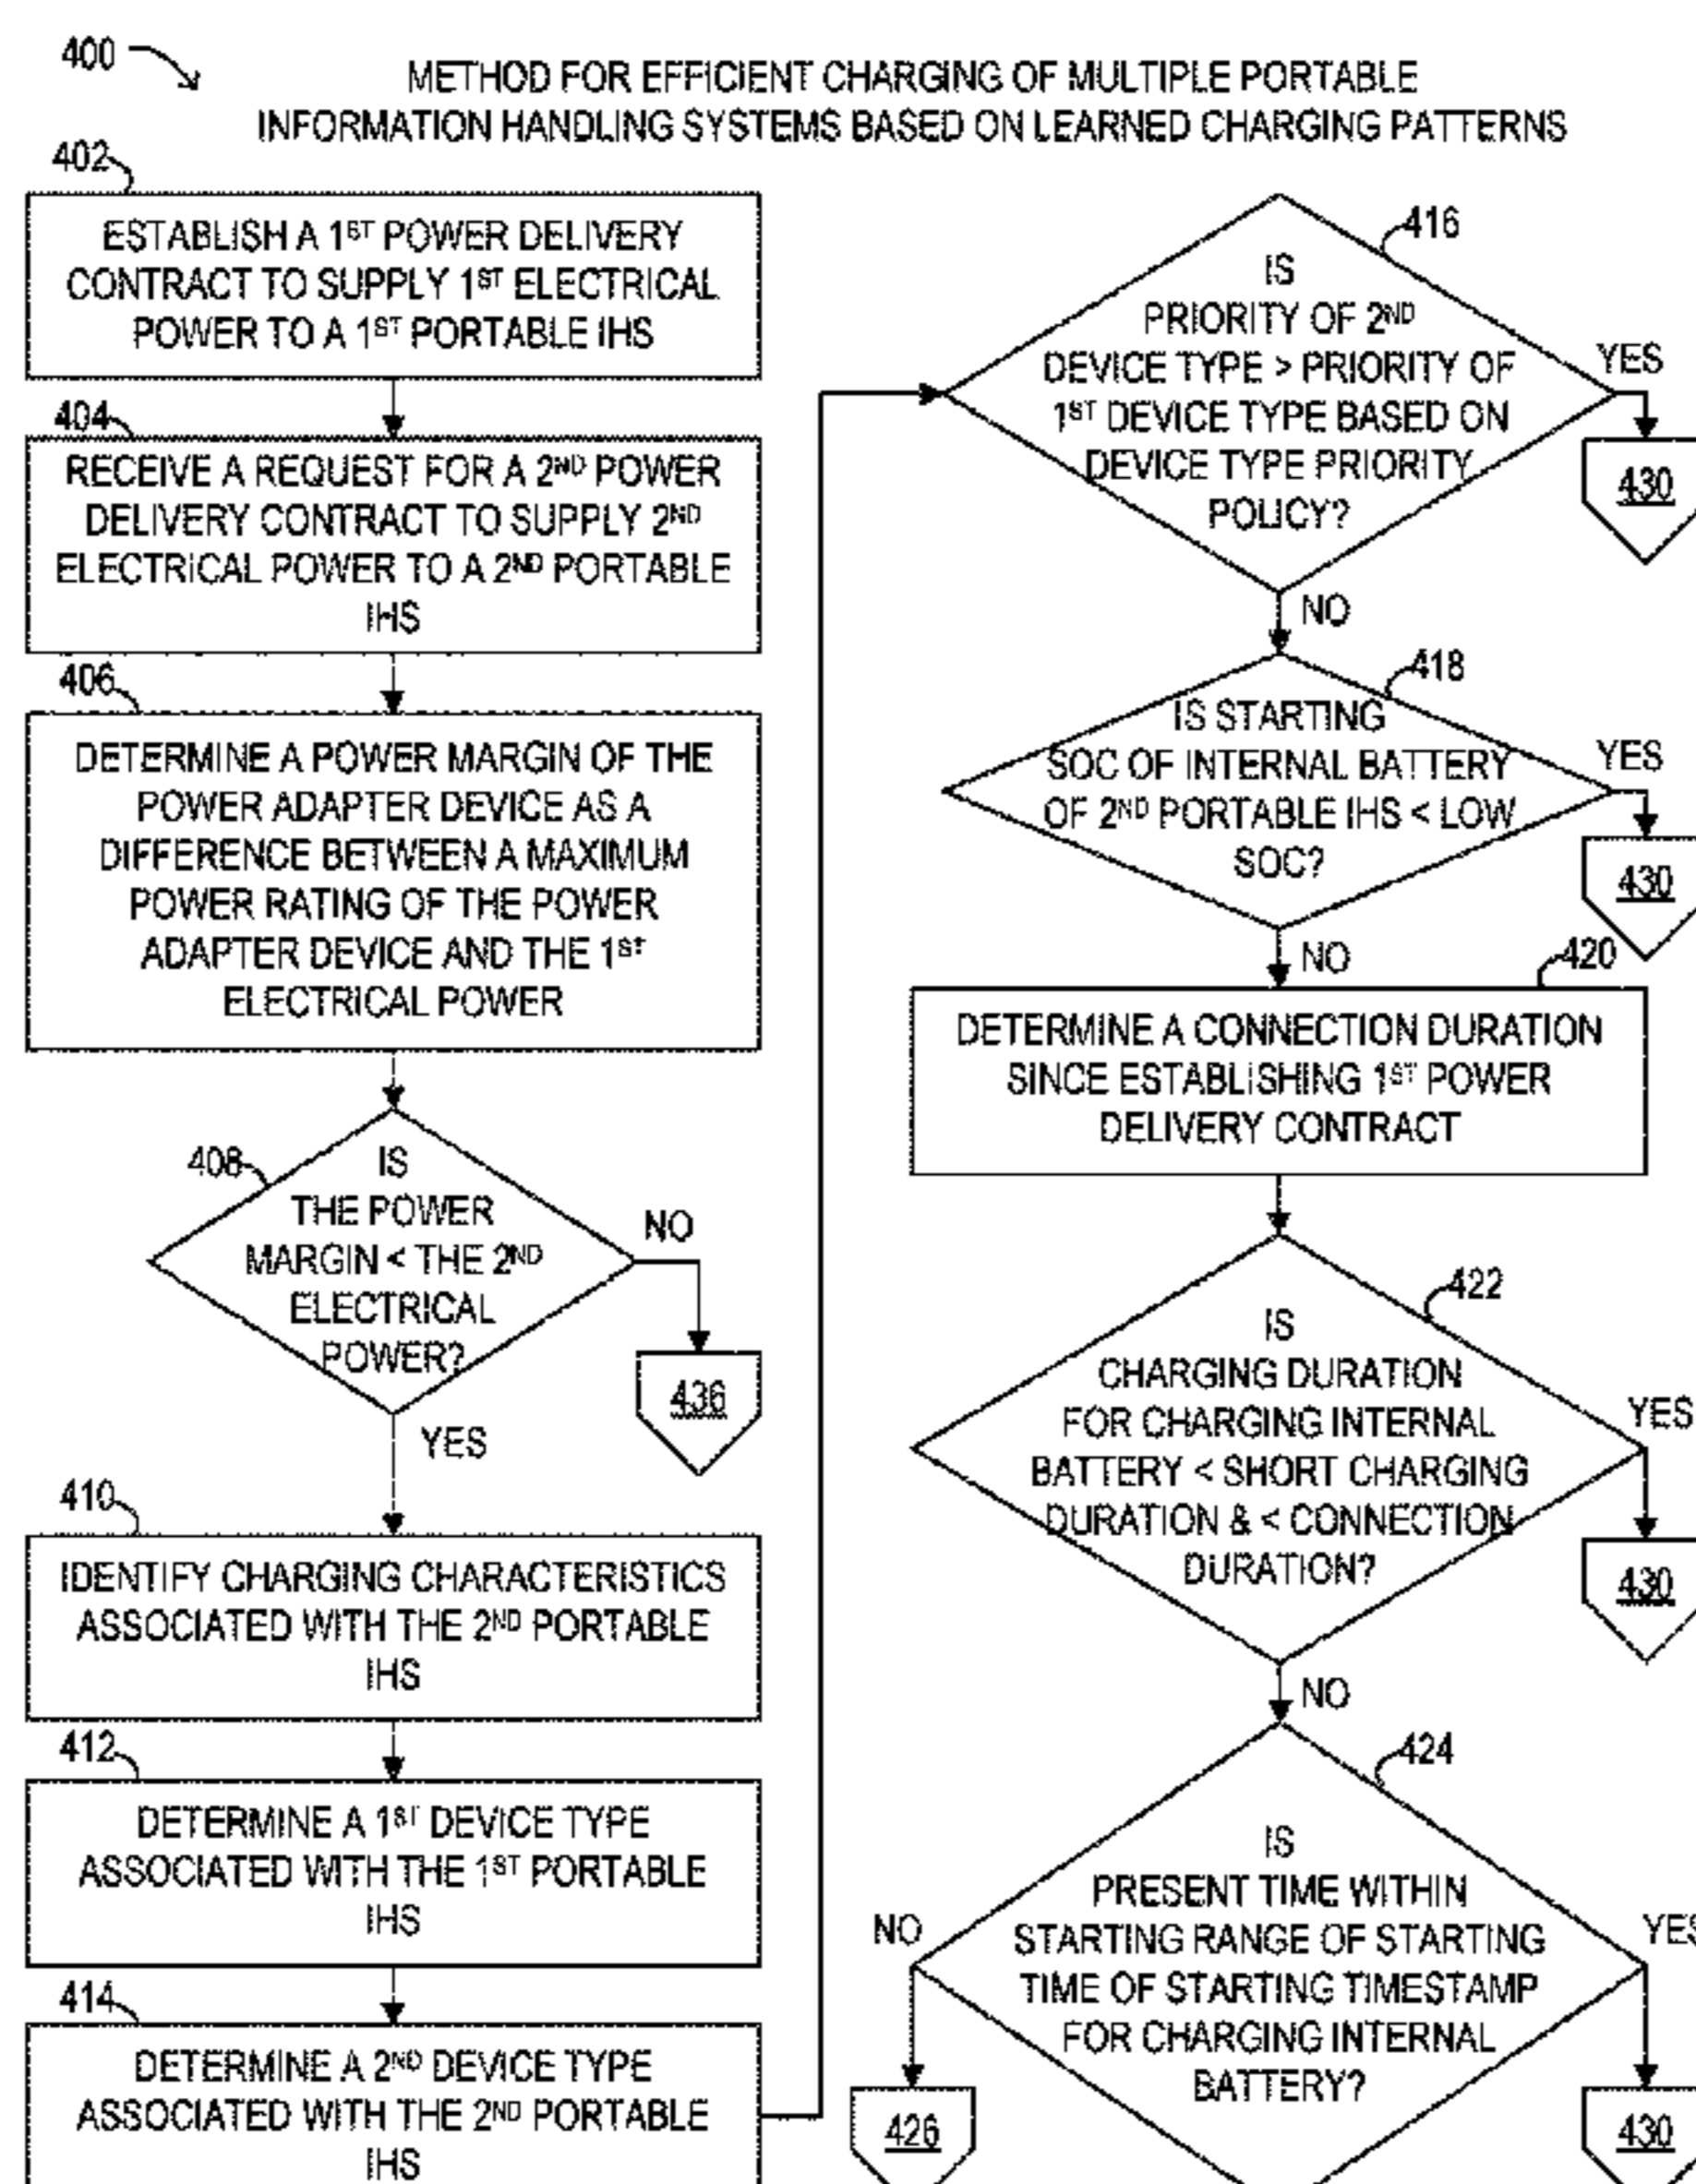 400
METHOD FOR EFFICIENT CHARGING OF MULTIPLE PORTABLE
INFORMATION HANDLING SYSTEMS BASED ON LEARNED CHARGING PATTERNS
402
ESTABLISH A 1ST POWER DELIVERY
CONTRACT TO SUPPLY 1ST ELECTRICAL
POWER TO A 1ST PORTABLE IHS
404
RECEIVE A REQUEST FOR A 2ND POWER
DELIVERY CONTRACT TO SUPPLY 2ND
ELECTRICAL POWER TO A 2ND PORTABLE
IHS
406
DETERMINE A POWER MARGIN OF THE
POWER ADAPTER DEVICE AS A
DIFFERENCE BETWEEN A MAXIMUM
POWER RATING OF THE POWER
ADAPTER DEVICE AND THE 1ST
ELECTRICAL POWER
408
IS
THE POWER
MARGIN < THE 2ND
ELECTRICAL
POWER?
NO
436
YES
410
IDENTIFY CHARGING CHARACTERISTICS
ASSOCIATED WITH THE 2ND PORTABLE
IHS
412
DETERMINE A 1ST DEVICE TYPE
ASSOCIATED WITH THE 1ST PORTABLE
IHS
414
DETERMINE A 2ND DEVICE TYPE
ASSOCIATED WITH THE 2ND PORTABLE
IHS
416
IS
PRIORITY OF 2ND
DEVICE TYPE > PRIORITY OF
1ST DEVICE TYPE BASED ON
DEVICE TYPE PRIORITY
POLICY?
YES
430
NO
418
IS STARTING
SOC OF INTERNAL BATTERY
OF 2ND PORTABLE IHS < LOW
SOC?
YES
430
NO
420
DETERMINE A CONNECTION DURATION
SINCE ESTABLISHING 1ST POWER
DELIVERY CONTRACT
422
IS
CHARGING DURATION
FOR CHARGING INTERNAL
BATTERY < SHORT CHARGING
DURATION & < CONNECTION
DURATION?
YES
430
NO
424
IS
PRESENT TIME WITHIN
STARTING RANGE OF STARTING
TIME OF STARTING TIMESTAMP
FOR CHARGING INTERNAL
BATTERY?
NO
426
YES
430